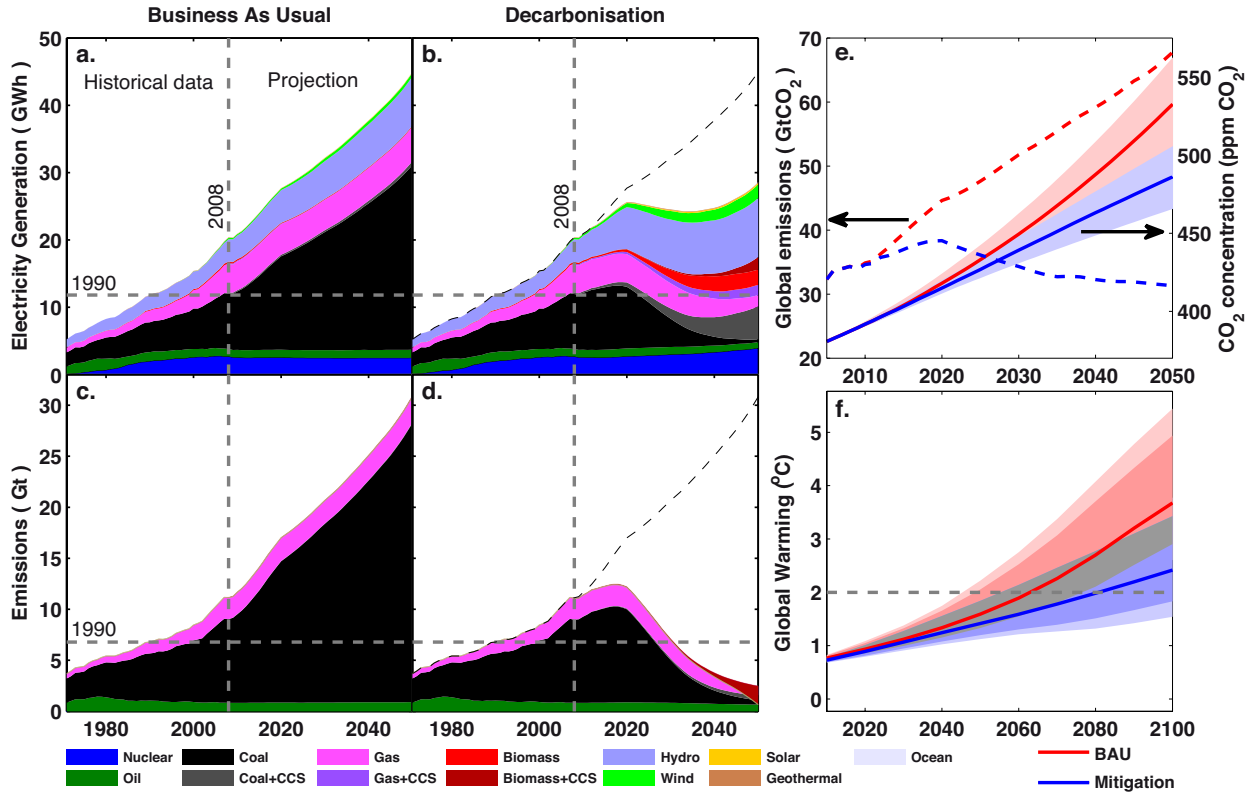 Business As Usual
Decarbonisation
a.
Historical data
Projection
2008
1990
Electricity Generation ( GWh )
50
40
30
20
10
0
b.
2008
c.
1990
Emissions ( Gt )
30
25
20
15
10
5
0
1980 2000 2020 2040
d.
1980 2000 2020 2040
e.
Global emissions ( GtCO2 )
70
60
50
40
30
20
CO2 concentration (ppm CO2 )
550
500
450
400
2010 2020 2030 2040 2050
f.
Global Warming (°C)
5
4
3
2
1
0
2020 2040 2060 2080 2100
Nuclear Coal Gas Biomass Hydro Solar Ocean
Oil Coal+CCS Gas+CCS Biomass+CCS Wind Geothermal
BAU
Mitigation